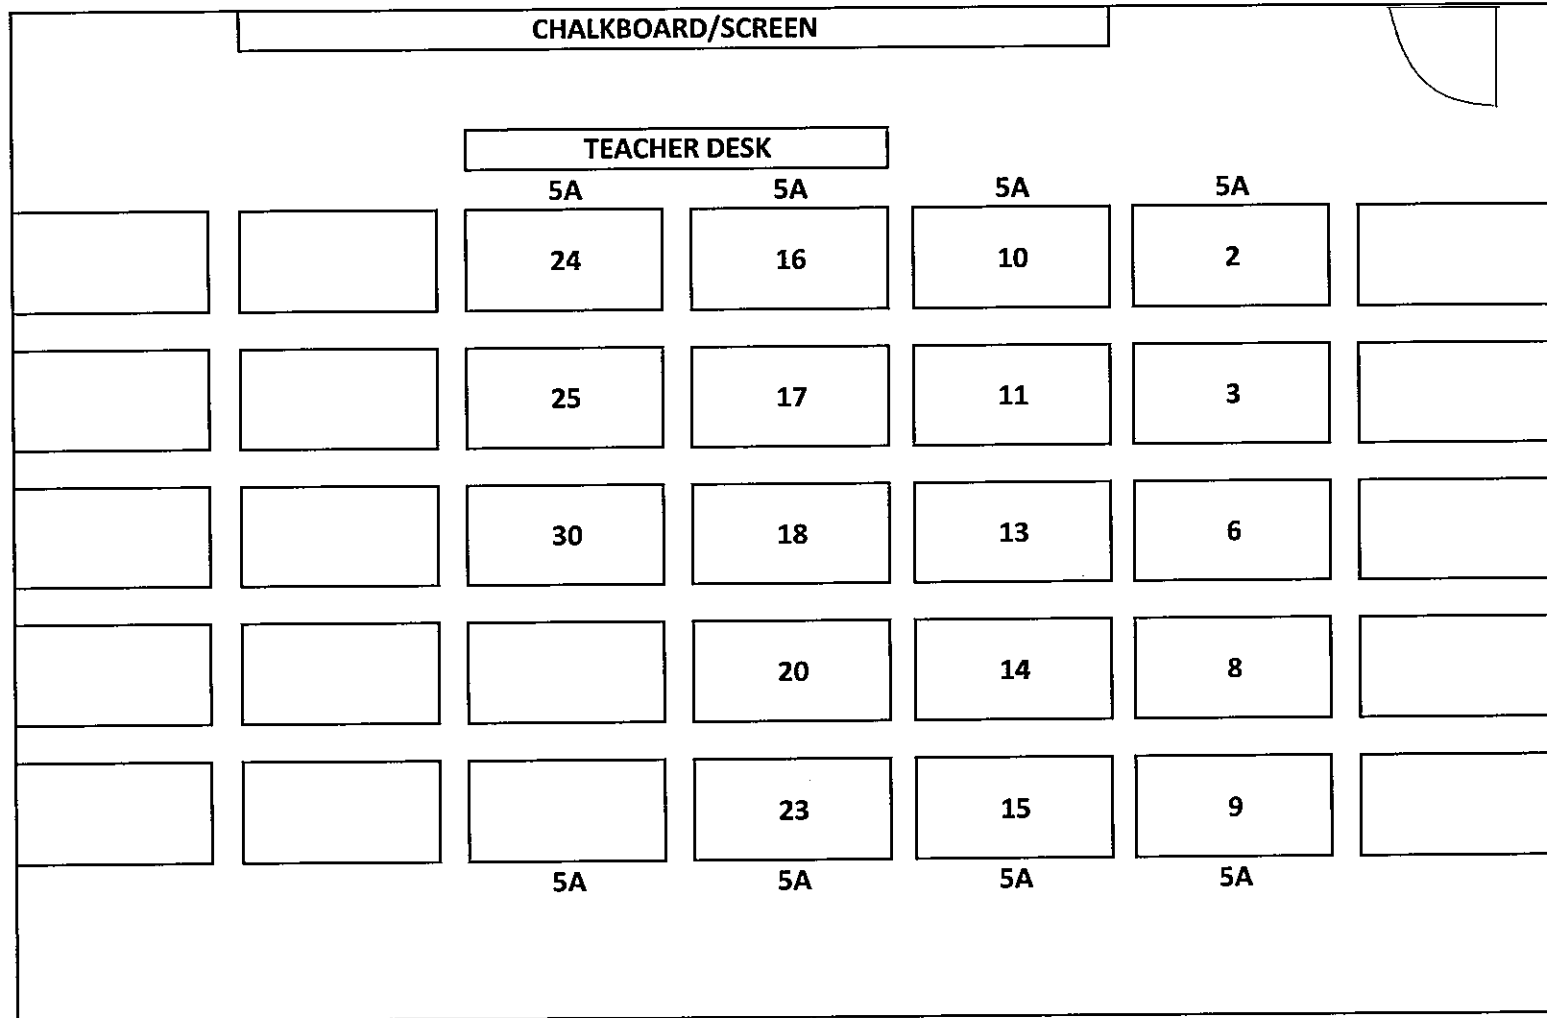 CHALKBOARD/SCREEN
TEACHER DESK
5A 5A 5A 5A
24 16 10 2
25 17 11 3
30 18 13 6
20 14 8
23 15 9
5A 5A 5A 5A